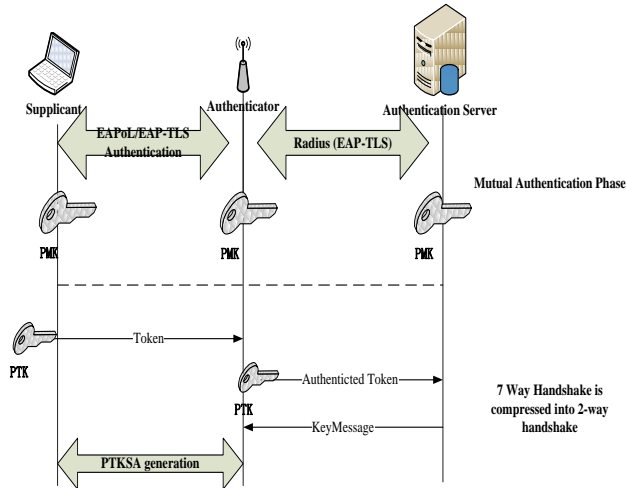 Supplicant
Authenticator
Authentication Server
EAPoL/EAP-TLS
Authentication
Radius (EAP-TLS)
Mutual Authentication Phase
PMK
PMK
PMK
Token
PTK
Authenticted Token
PTK
7 Way Handshake is
compressed into 2-way
handshake
KeyMessage
PTKSA generation